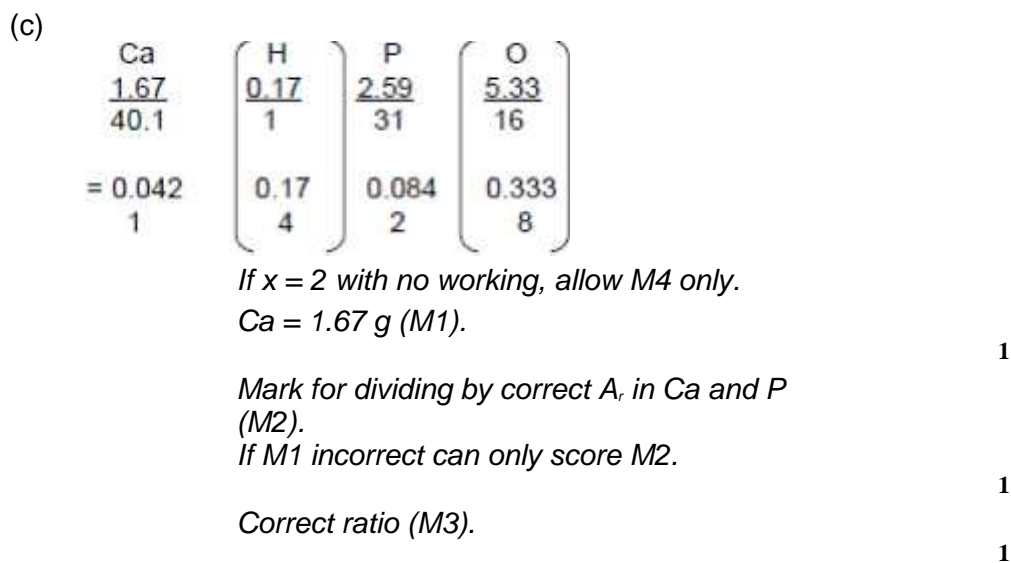 (c)
Ca H P O
1.67 0.17 2.59 5.33
40.1 1 31 16
= 0.042 0.17 0.084 0.333
1 4 2 8
If x = 2 with no working, allow M4 only.
Ca = 1.67 g (M1).
1
Mark for dividing by correct Ar in Ca and P
(M2).
If M1 incorrect can only score M2.
1
Correct ratio (M3).
1